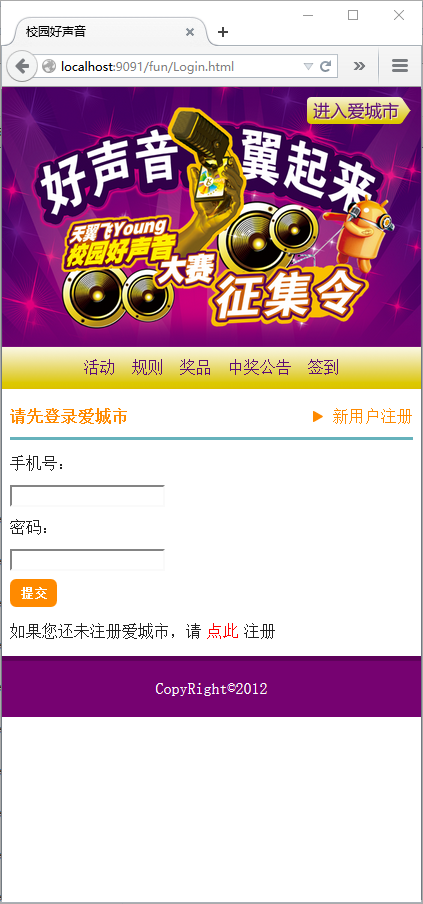 校园好声音
localhost:9091/fun/Login.html
进入爱城市
好声音 翼起来
天翼飞Young
校园好声音
大赛
征集令
活动 规则 奖品 中奖公告 签到
请先登录爱城市
新用户注册
手机号：
密码：
提交
如果您还未注册爱城市，请 点此 注册
CopyRight©2012